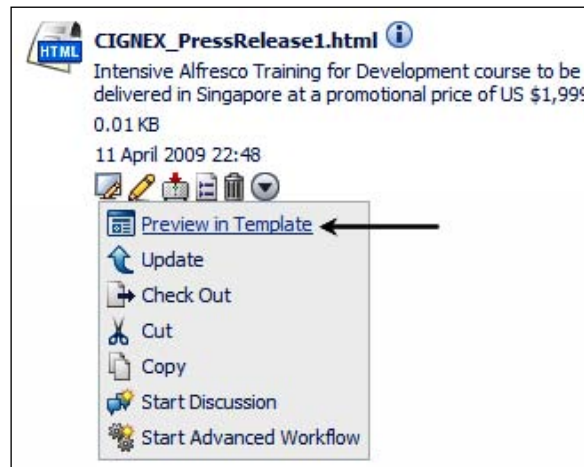 HTML
CIGNEX_PressRelease1.html
Intensive Alfresco Training for Development course to be
delivered in Singapore at a promotional price of US $1,999
0.01 KB
11 April 2009 22:48
Preview in Template
Update
Check Out
Cut
Copy
Start Discussion
Start Advanced Workflow